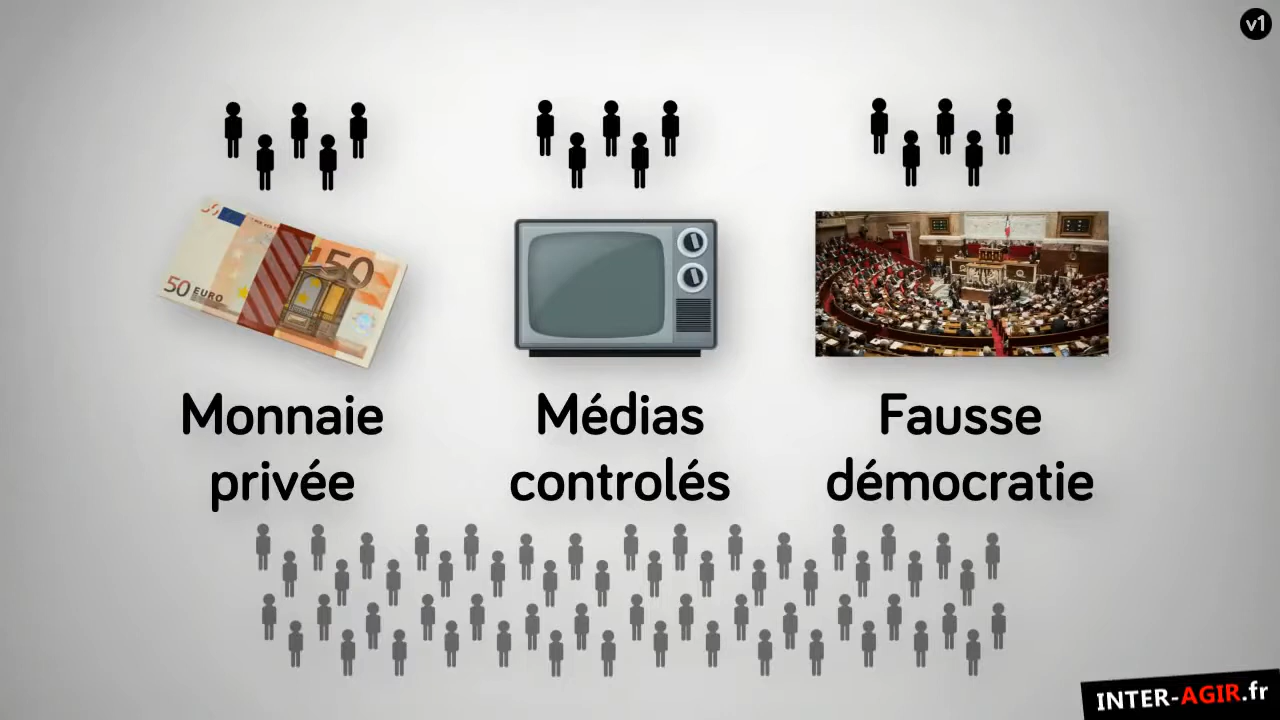 v1
50 EURO
50
Monnaie
privée
Médias
controlés
Fausse
démocratie
INTER-AGIR.fr